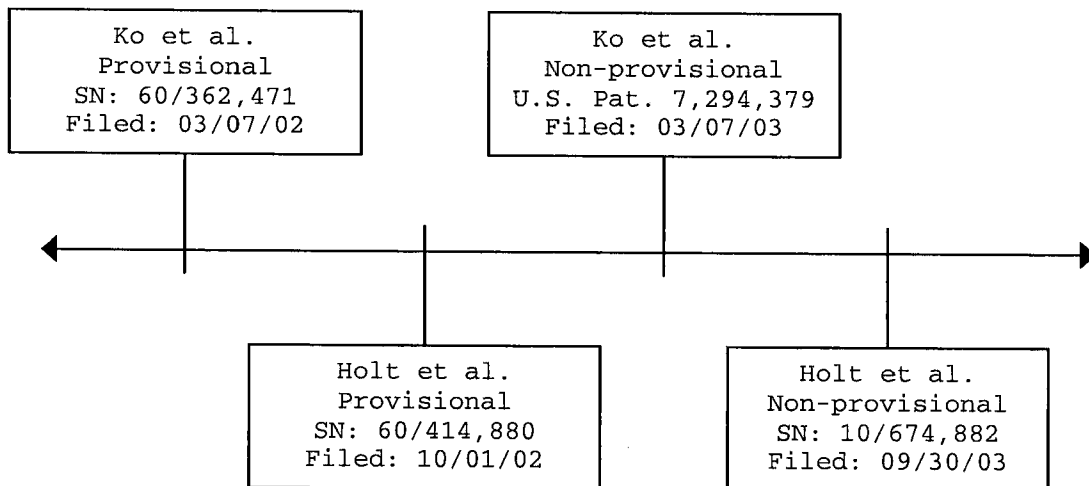 Ko et al.
Provisional
SN: 60/362,471
Filed: 03/07/02
Ko et al.
Non-provisional
U.S. Pat. 7,294,379
Filed: 03/07/03
Holt et al.
Provisional
SN: 60/414,880
Filed: 10/01/02
Holt et al.
Non-provisional
SN: 10/674,882
Filed: 09/30/03